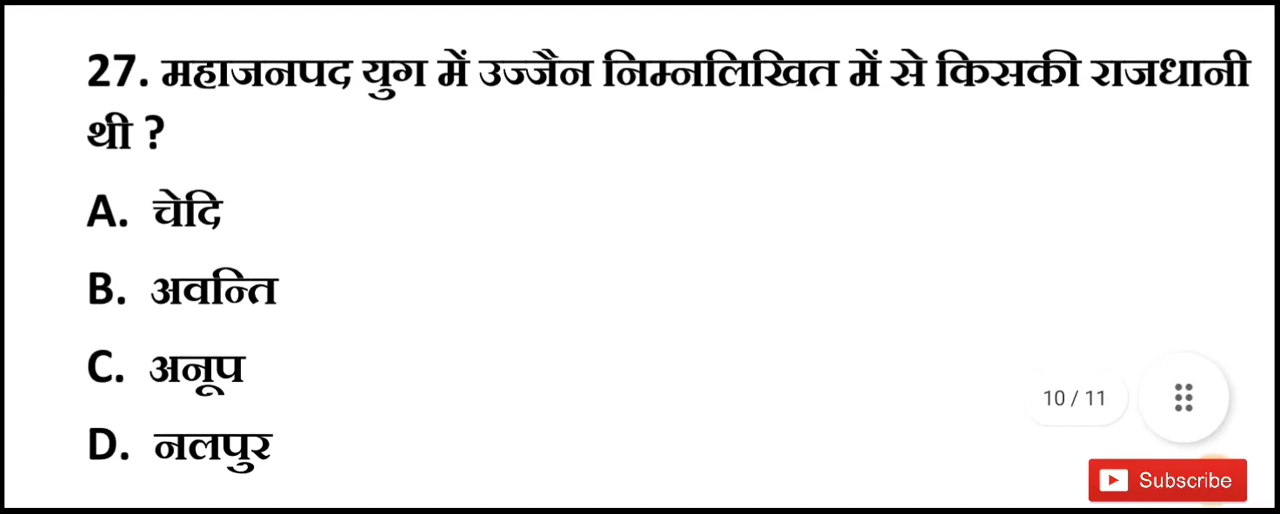 27. महाजनपद युग में उज्जैन निम्नलिखित में से किसकी राजधानी
थी ?
A. चेदि
B. अवन्ति
C. अनूप
D. नलपुर
10 / 11
Subscribe